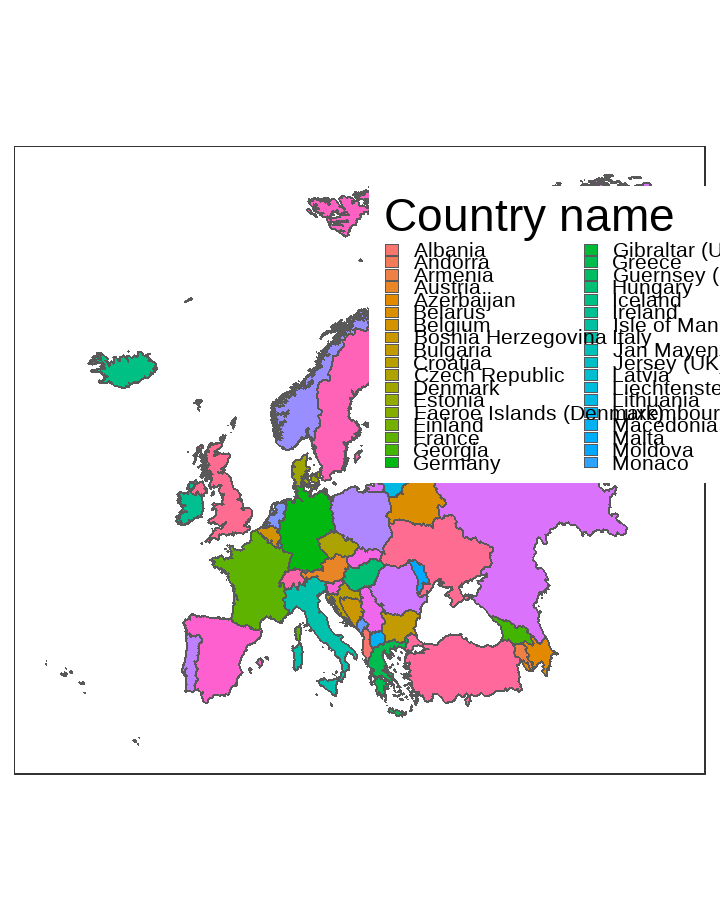 Country name
Albania
Andorra
Armenia
Austria
Azerbaijan
Belarus
Belgium
Bosnia Herzegovina
Bulgaria
Croatia
Czech Republic
Denmark
Estonia
Faeroe Islands (Denmark)
Finland
France
Georgia
Germany
Gibraltar (U
Greece
Guernsey (
Hungary
Iceland
Ireland
Isle of Man
Italy
Jan Mayen
Jersey (UK
Latvia
Liechtenste
Lithuania
Luxembour
Macedonia
Malta
Moldova
Monaco